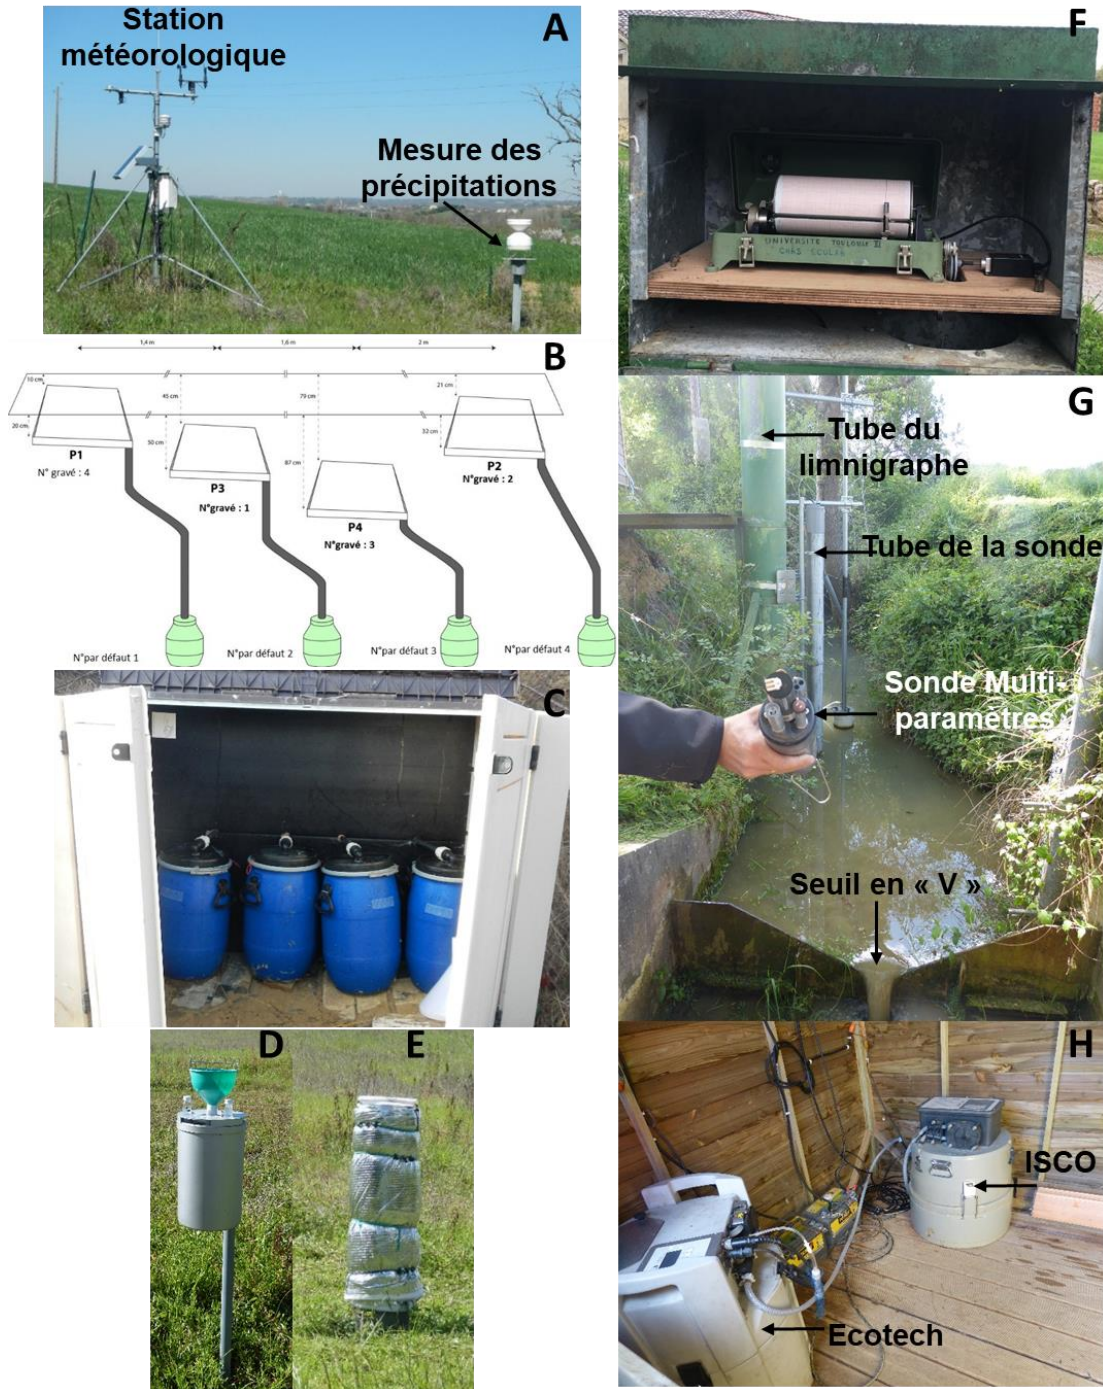 A
Station
météorologique
Mesure des
précipitations
B
1,4 m
1,6 m
2 m
10 cm
45 cm
79 cm
21 cm
20 cm
50 cm
87 cm
32 cm
P1
N° gravé : 4
P3
N°gravé : 1
P4
N°gravé : 3
P2
N°gravé : 2
N°par défaut 1
N°par défaut 2
N°par défaut 3
N°par défaut 4
C
D
E
F
UNIVERSITE TOULOUSE III
CNRS ECOLAB
G
Tube du
limnigraphe
Tube de la sonde
Sonde Multi-
paramètres
Seuil en « V »
H
ISCO
Ecotech